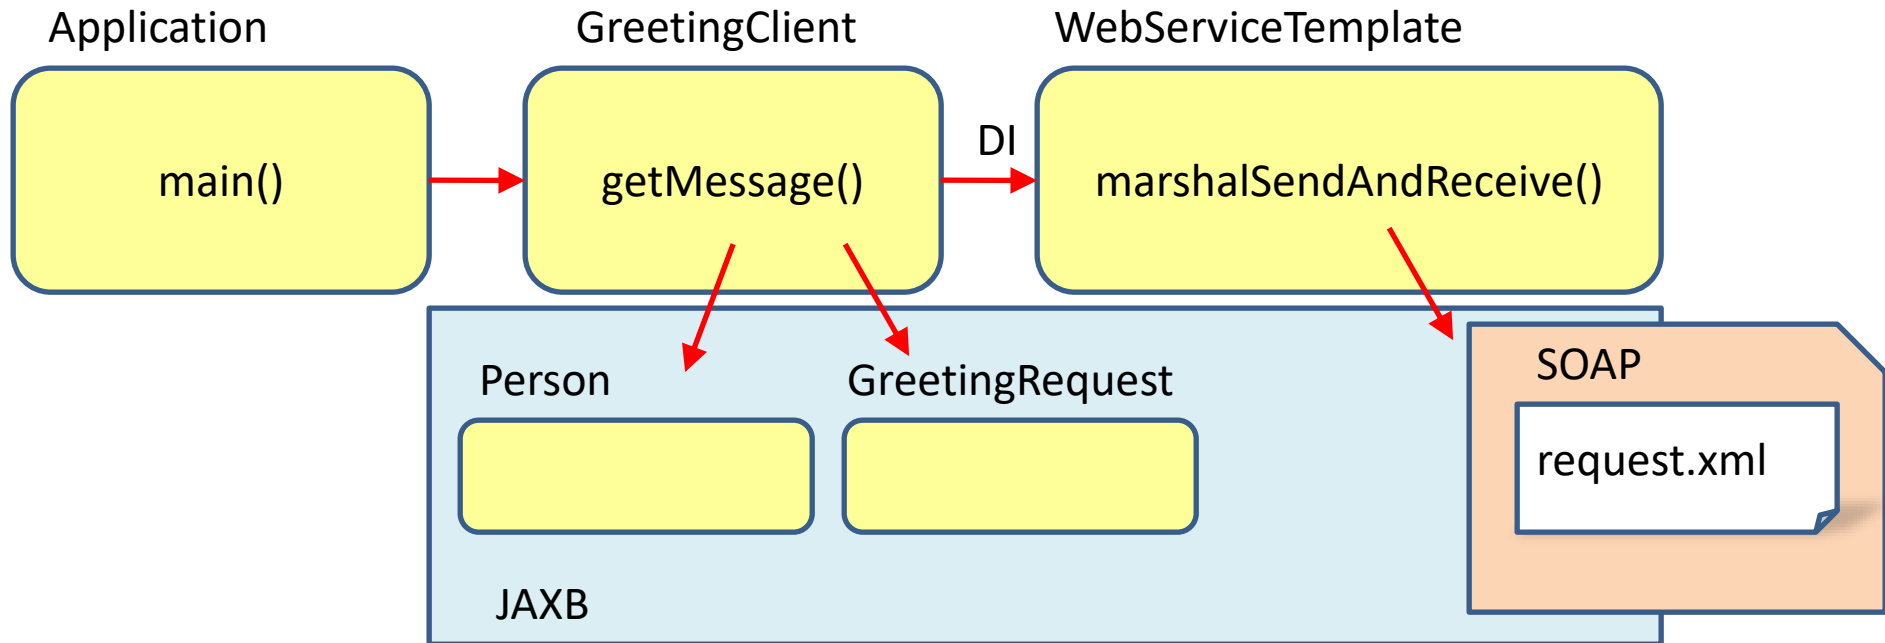 Application
GreetingClient
WebServiceTemplate
main()
getMessage()
DI
marshalSendAndReceive()
Person
GreetingRequest
SOAP
request.xml
JAXB